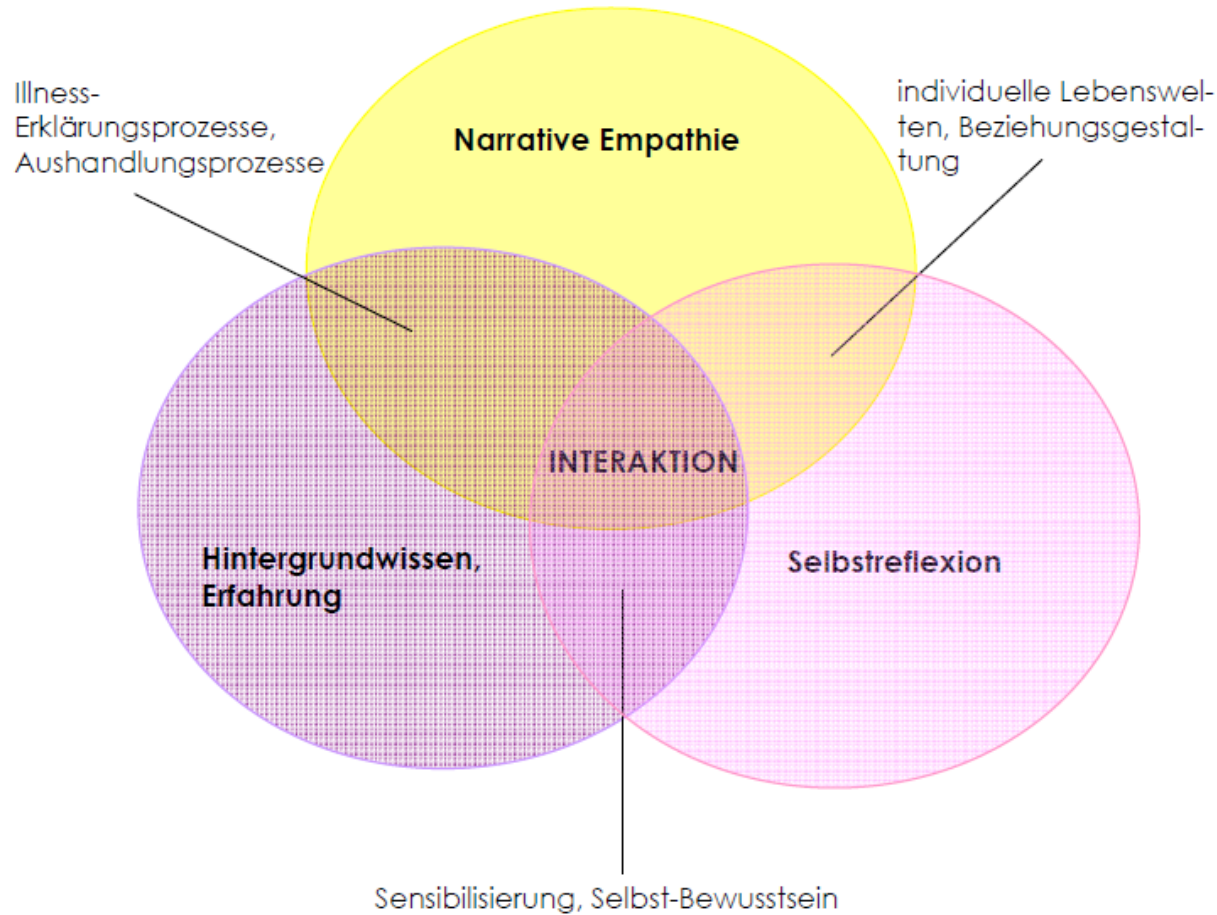 Illness-
Erklärungsprozesse,
Aushandlungsprozesse
individuelle Lebenswel-
ten, Beziehungsgestal-
tung
Narrative Empathie
INTERAKTION
Hintergrundwissen,
Erfahrung
Selbstreflexion
Sensibilisierung, Selbst-Bewusstsein